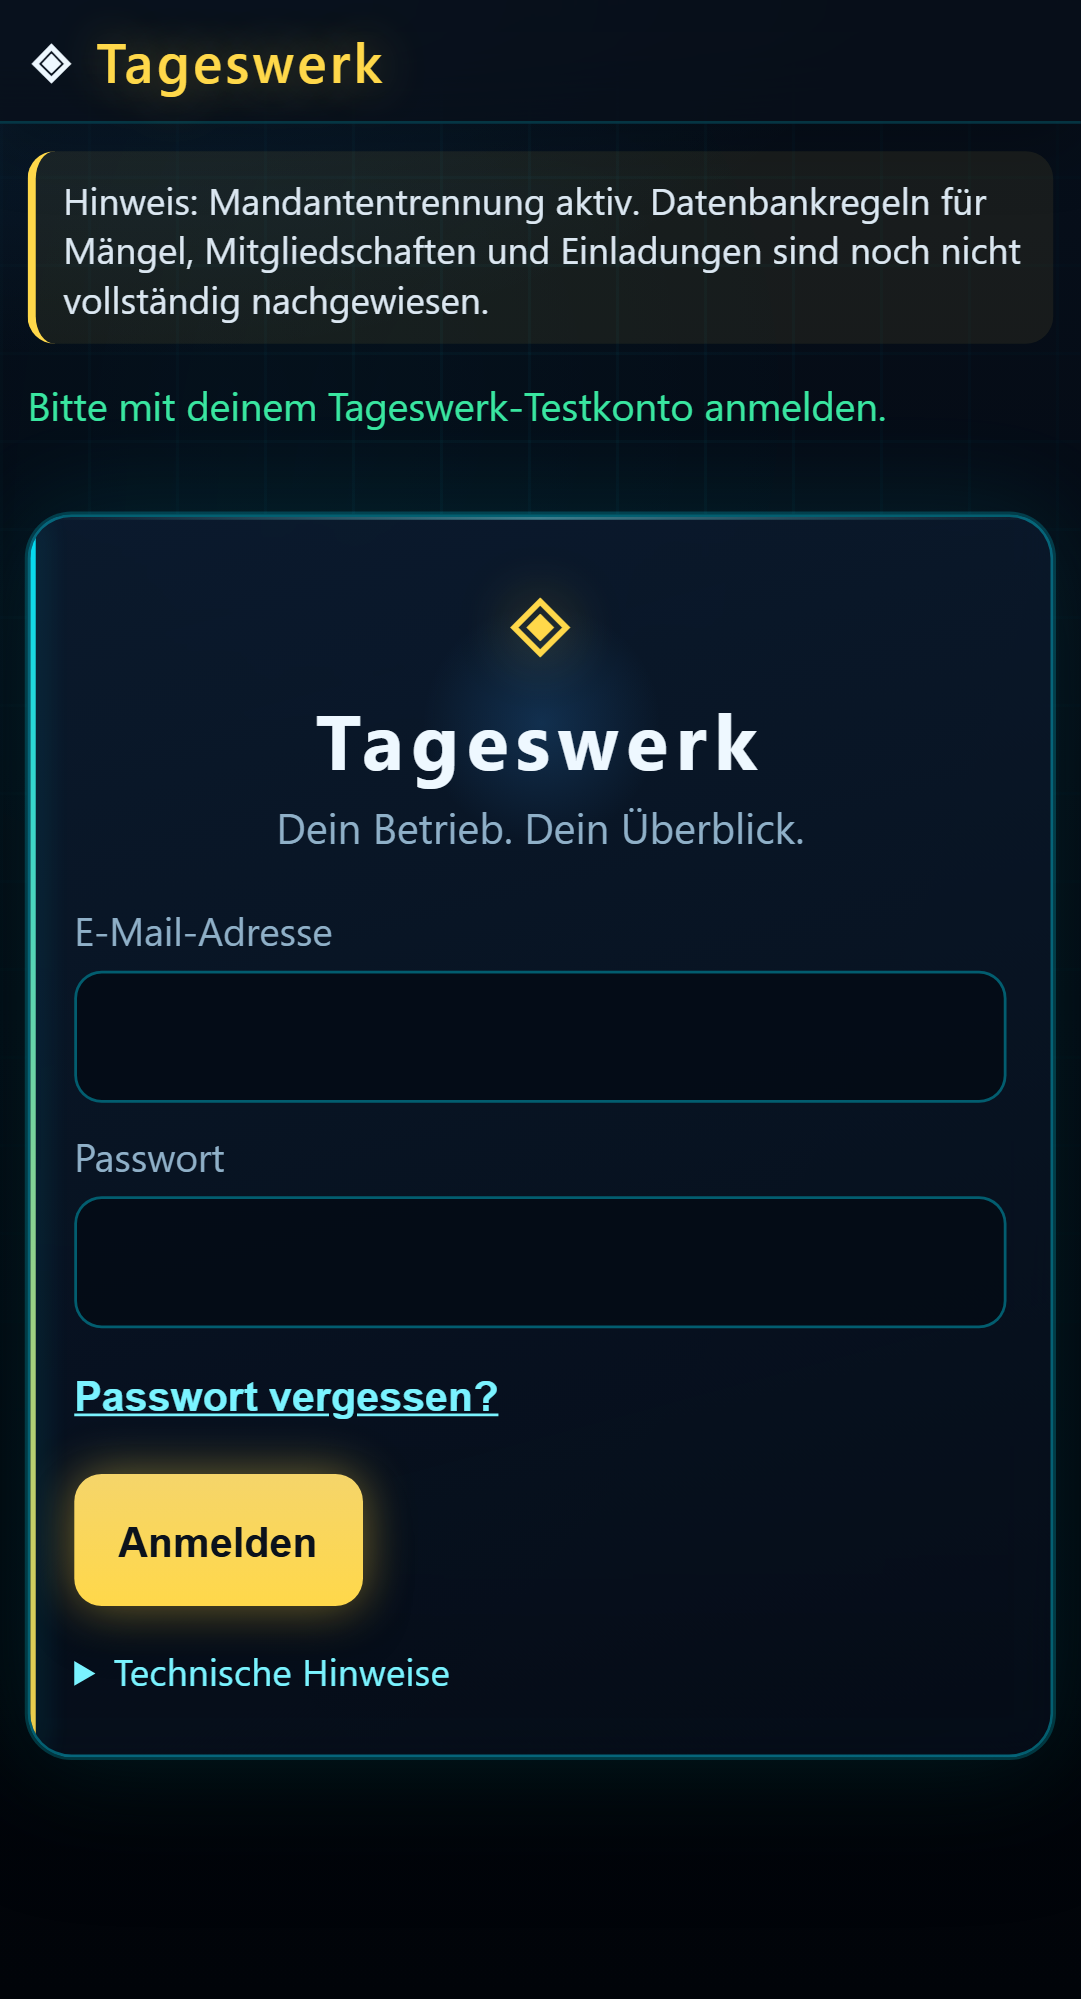 Tageswerk
Hinweis: Mandantentrennung aktiv. Datenbankregeln für
Mängel, Mitgliedschaften und Einladungen sind noch nicht
vollständig nachgewiesen.
Bitte mit deinem Tageswerk-Testkonto anmelden.
Tageswerk
Dein Betrieb. Dein Überblick.
E-Mail-Adresse
Passwort
Passwort vergessen?
Anmelden
Technische Hinweise